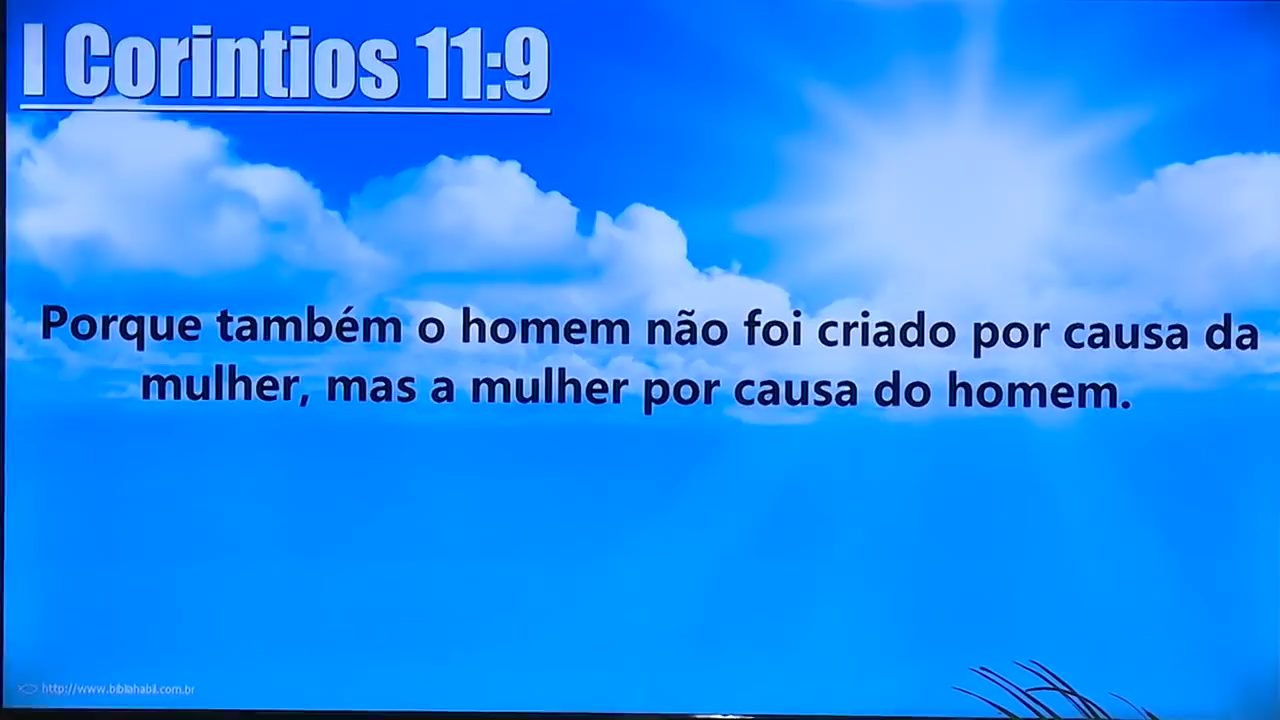 I Coríntios 11:9
Porque também o homem não foi criado por causa da
mulher, mas a mulher por causa do homem.
http://www.bibliahabil.com.br